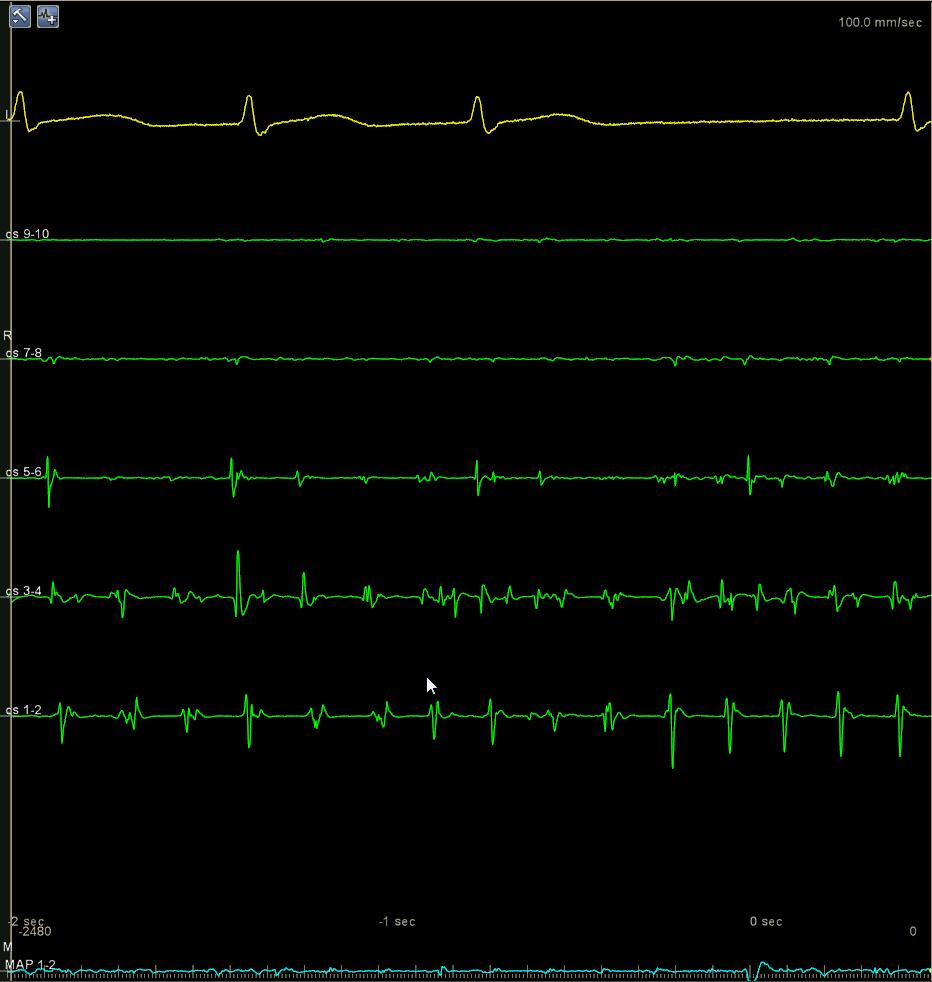 100.0 mm/sec
I
cs 9-10
R
cs 7-8
cs 5-6
cs 3-4
cs 1-2
-2 sec
-1 sec
0 sec
-2480
0
M
MAP 1-2